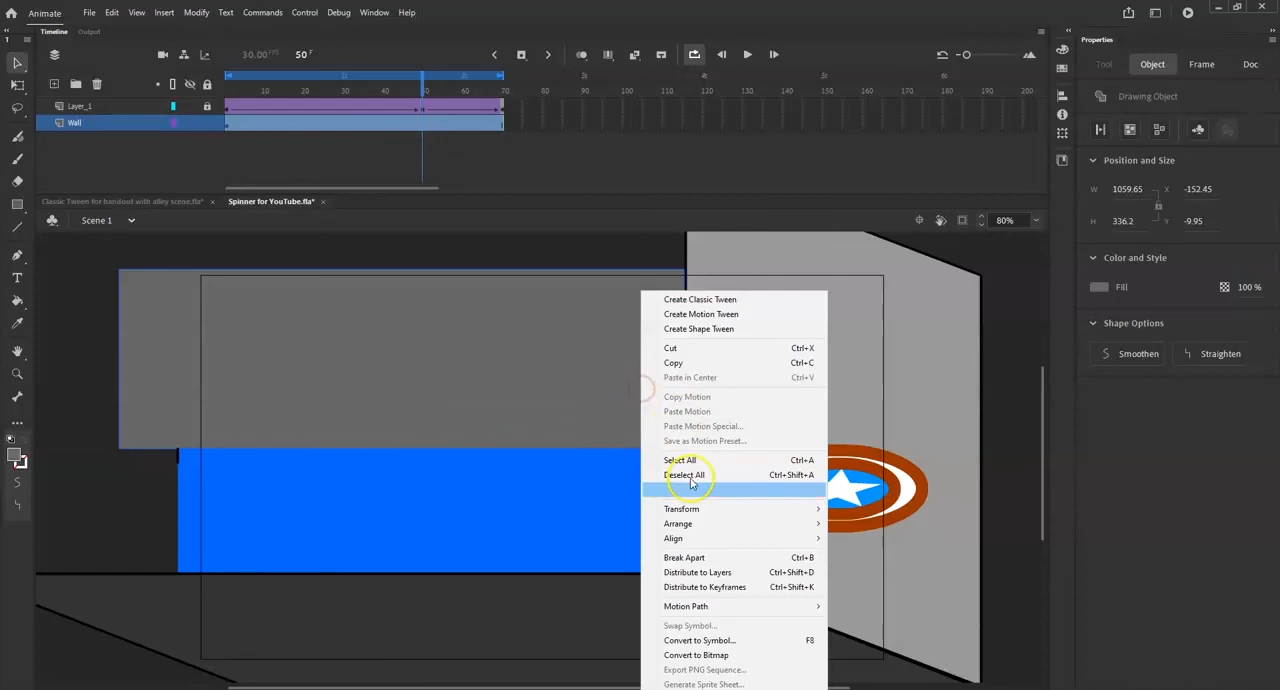 Animate File Edit View Insert Modify Text Commands Control Debug Window Help
Timeline Output
30.00 FPS 50 F
1s 2s 3s 4s 5s 6s
10 20 30 40 50 60 70 80 90 100 110 120 130 140 150 160 170 180 190 200
Layer_1
Wall
Classic Tween for handout with alley scene.fla* × Spinner for YouTube.fla* ×
Scene 1 80%
Create Classic Tween
Create Motion Tween
Create Shape Tween
Cut Ctrl+X
Copy Ctrl+C
Paste in Center Ctrl+V
Copy Motion
Paste Motion
Paste Motion Special...
Save as Motion Preset...
Select All Ctrl+A
Deselect All Ctrl+Shift+A
Transform
Arrange
Align
Break Apart Ctrl+B
Distribute to Layers Ctrl+Shift+D
Distribute to Keyframes Ctrl+Shift+K
Motion Path
Swap Symbol...
Convert to Symbol... F8
Convert to Bitmap
Export PNG Sequence...
Generate Sprite Sheet...
Properties
Tool Object Frame Doc
Drawing Object
Position and Size
W 1059.65 X -152.45
H 336.2 Y -9.95
Color and Style
Fill 100 %
Shape Options
Smoothen Straighten